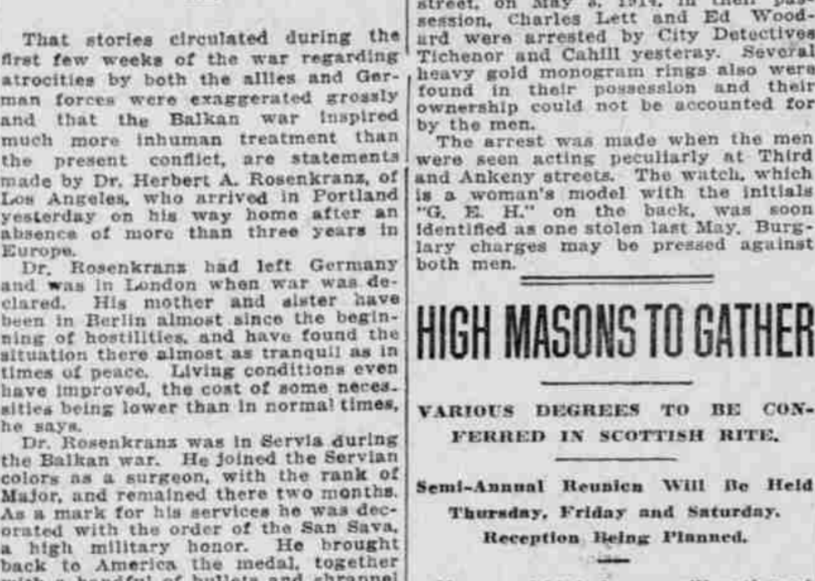 That stories circulated during the
first few weeks of the war regarding
atrocities by both the allies and Ger-
man forces were exaggerated grossly
and that the Balkan war inspired
much more inhuman treatment than
the present conflict, are statements
made by Dr. Herbert A. Rosenkranz, of
Los Angeles, who arrived in Portland
yesterday on his way home after an
absence of more than three years in
Europe.
Dr. Rosenkranz had left Germany
and was in London when war was de-
clared. His mother and sister have
been in Berlin almost since the begin-
ning of hostilities, and have found the
situation there almost as tranquil as in
times of peace. Living conditions even
have improved, the cost of some neces-
sities being lower than in normal times,
he says.
Dr. Rosenkranz was in Servia during
the Balkan war. He joined the Servian
colors as a surgeon, with the rank of
Major, and remained there two months.
As a mark for his services he was dec-
orated with the order of the San Sava,
a high military honor. He brought
back to America the medal, together
with a handful of bullets and shrapnel
street, on May 8, 1914, in their pos-
session, Charles Lett and Ed Wood-
ard were arrested by City Detectives
Tichenor and Cahill yesteray. Several
heavy gold monogram rings also were
found in their possession and their
ownership could not be accounted for
by the men.
The arrest was made when the men
were seen acting peculiarly at Third
and Ankeny streets. The watch, which
is a woman's model with the initials
"G. E. H." on the back, was soon
identified as one stolen last May. Burg-
lary charges may be pressed against
both men.
HIGH MASONS TO GATHER
VARIOUS DEGREES TO BE CON-
FERRED IN SCOTTISH RITE.
Semi-Annual Reunion Will Be Held
Thursday, Friday and Saturday.
Reception Being Planned.